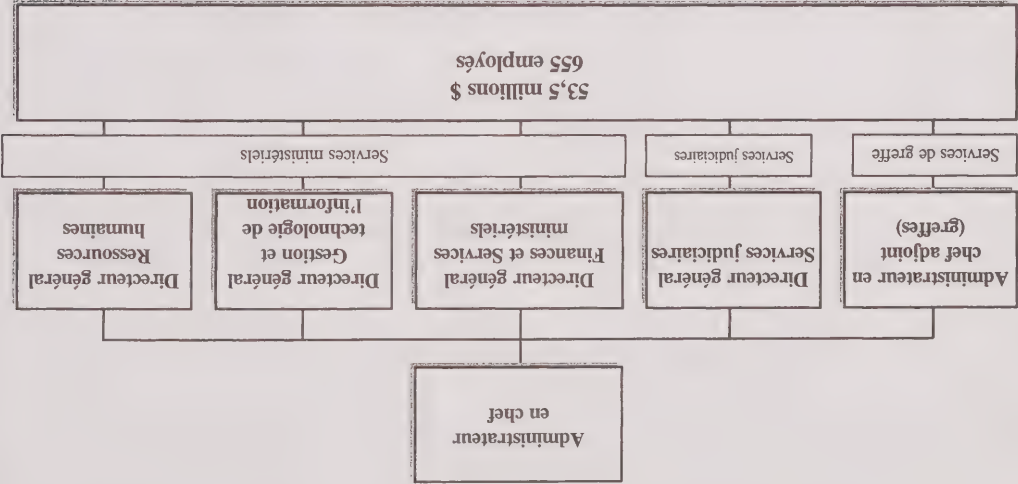 Administrateur
en chef
Administrateur en
chef adjoint
(greffes)
Directeur général
Services judiciaires
Directeur général
Finances et Services
ministériels
Directeur général
Gestion et
technologie de
l'information
Directeur général
Ressources
humaines
Services de greffe
Services judiciaires
Services ministériels
53,5 millions $
655 employés